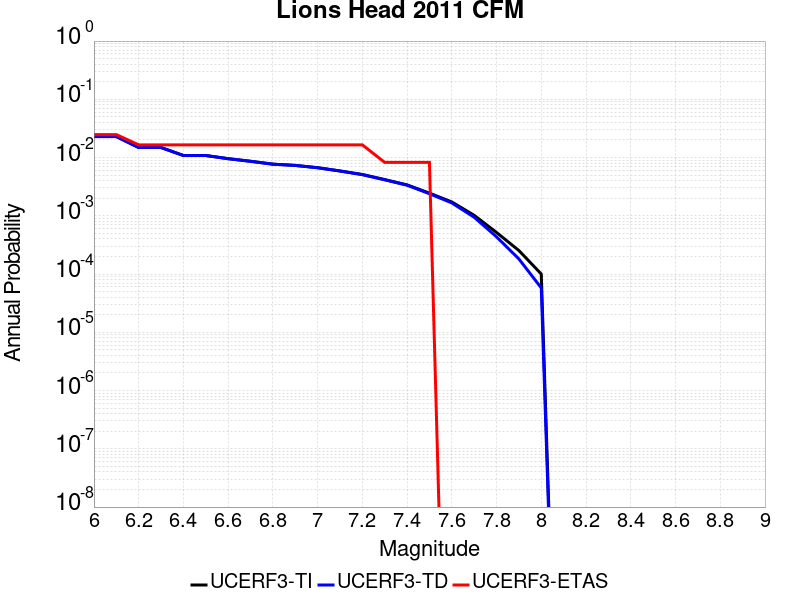 Lions Head 2011 CFM
10^0
10^-1
10^-2
10^-3
10^-4
10^-5
10^-6
10^-7
10^-8
Annual Probability
6 6.2 6.4 6.6 6.8 7 7.2 7.4 7.6 7.8 8 8.2 8.4 8.6 8.8 9
Magnitude
UCERF3-TI UCERF3-TD UCERF3-ETAS